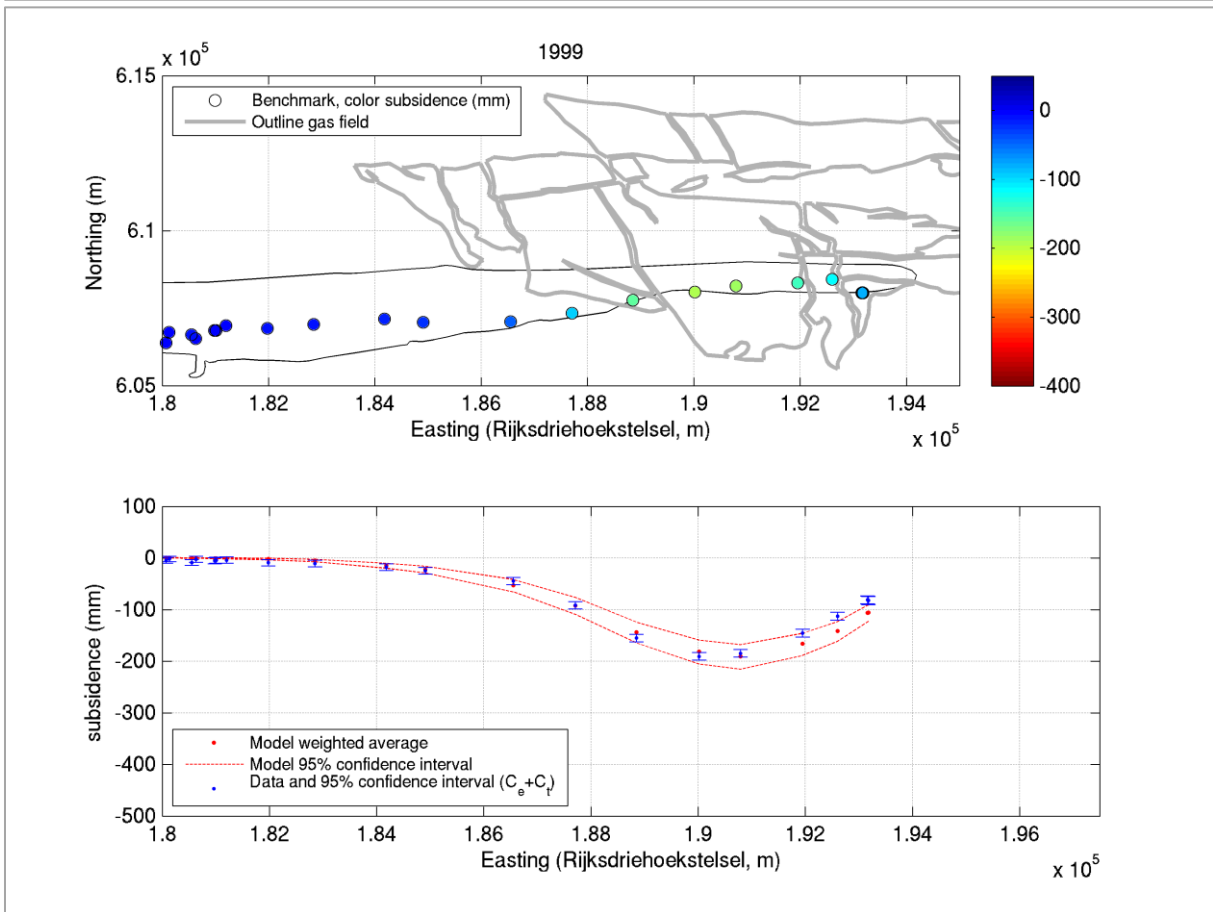 x 10^5
1999
6.15
6.1
6.05
Northing (m)
Benchmark, color subsidence (mm)
Outline gas field
0
-100
-200
-300
-400
1.8 1.82 1.84 1.86 1.88 1.9 1.92 1.94
Easting (Rijksdriehoekstelsel, m)
x 10^5
100
0
-100
-200
-300
-400
-500
subsidence (mm)
Model weighted average
Model 95% confidence interval
Data and 95% confidence interval (C_e+C_t)
1.8 1.82 1.84 1.86 1.88 1.9 1.92 1.94 1.96
Easting (Rijksdriehoekstelsel, m)
x 10^5